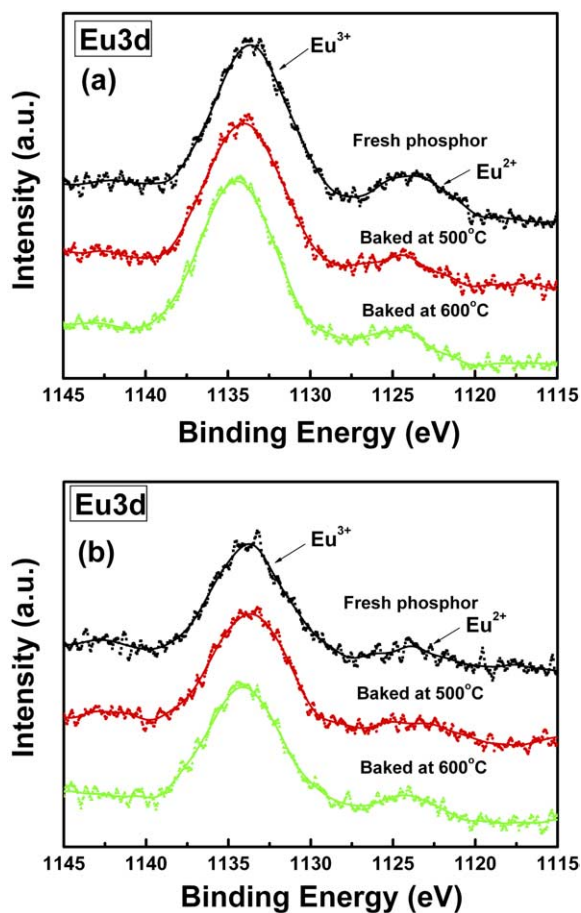 Eu3d
(a)
Eu³⁺
Fresh phosphor
Eu²⁺
Baked at 500°C
Baked at 600°C
Intensity (a.u.)
1145 1140 1135 1130 1125 1120 1115
Binding Energy (eV)
Eu3d
(b)
Eu³⁺
Fresh phosphor
Eu²⁺
Baked at 500°C
Baked at 600°C
Intensity (a.u.)
1145 1140 1135 1130 1125 1120 1115
Binding Energy (eV)